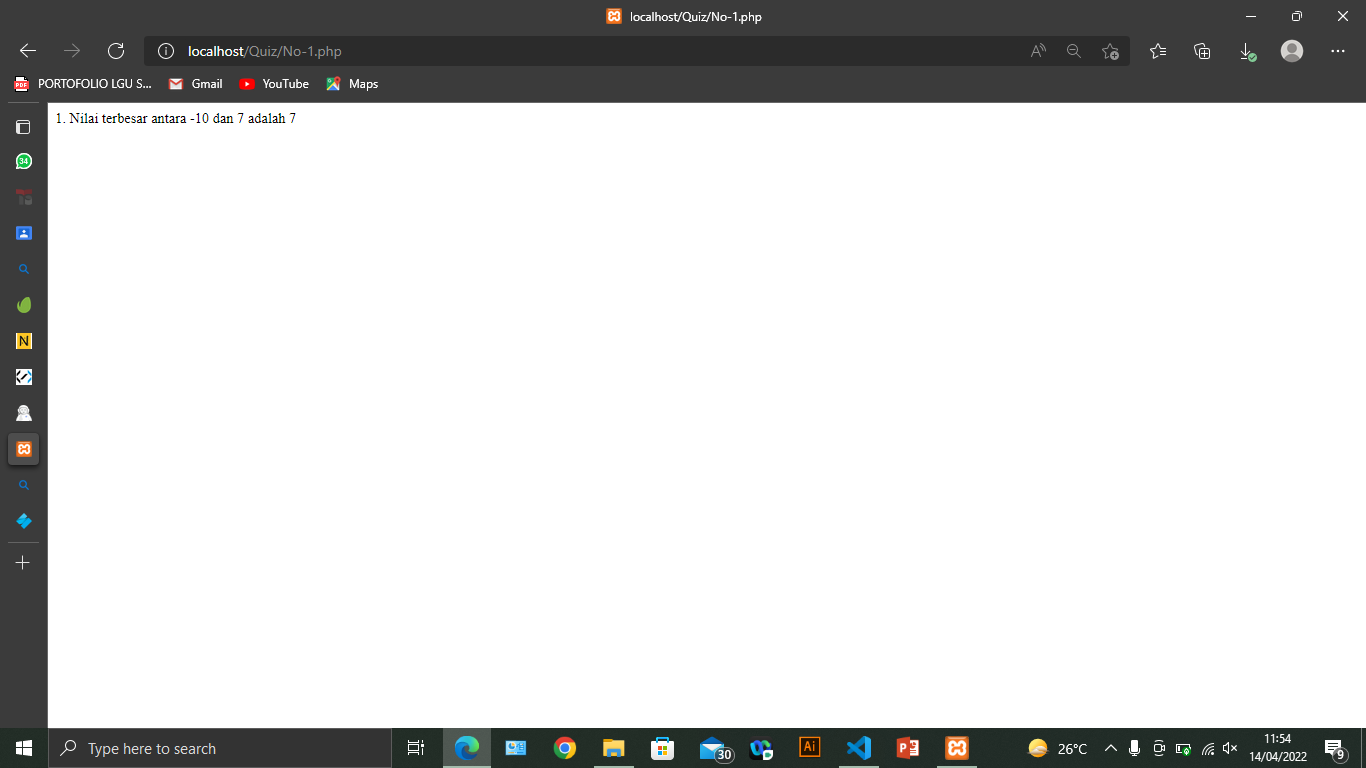 localhost/Quiz/No-1.php
localhost/Quiz/No-1.php
PORTOFOLIO LGU S...
Gmail
YouTube
Maps
1. Nilai terbesar antara -10 dan 7 adalah 7
34
N
Type here to search
30
Ai
26°C
11:54
14/04/2022
9